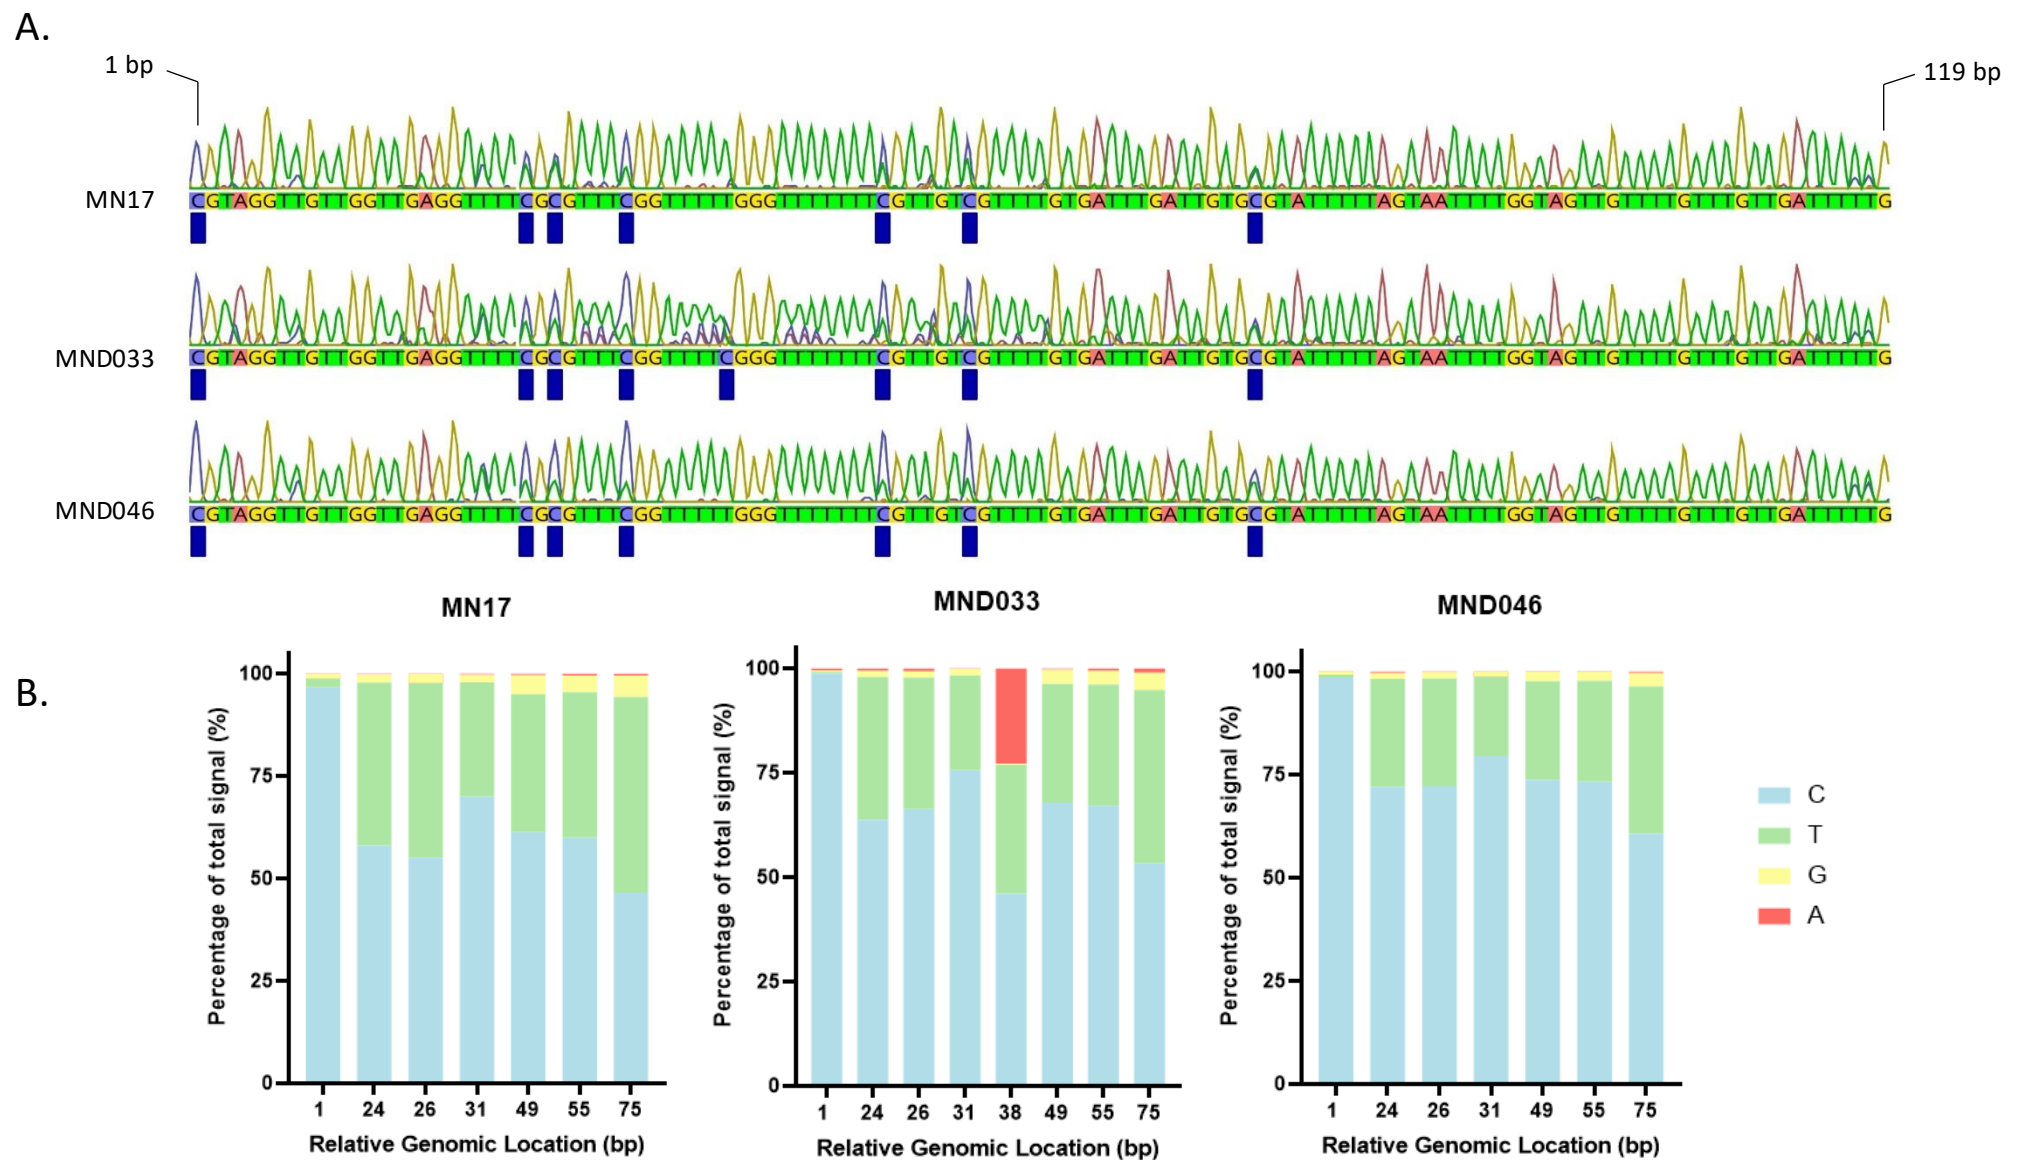 A.
1 bp
119 bp
MN17
CGTAGGTTGTTGGTTGAGGTTTTCGCGTTTCGGTTTTTGGGTTTTTTTCGTTGTCGTTTTGTGATTTGATTGTGCGTATTTTTAGTAATTTTGGTAGTTGTTTTGTTTGTTGATTTTTG
MND033
CGTAGGTTGTTGGTTGAGGTTTTCGCGTTTCGGTTTTCGGGTTTTTTTCGTTGTCGTTTTGTGATTTGATTGTGCGTATTTTTAGTAATTTTGGTAGTTGTTTTGTTTGTTGATTTTTG
MND046
CGTAGGTTGTTGGTTGAGGTTTTCGCGTTTCGGTTTTTGGGTTTTTTTCGTTGTCGTTTTGTGATTTGATTGTGCGTATTTTTAGTAATTTTGGTAGTTGTTTTGTTTGTTGATTTTTG
B.
MN17
Percentage of total signal (%)
100
75
50
25
0
1 24 26 31 49 55 75
Relative Genomic Location (bp)
MND033
Percentage of total signal (%)
100
75
50
25
0
1 24 26 31 38 49 55 75
Relative Genomic Location (bp)
MND046
Percentage of total signal (%)
100
75
50
25
0
1 24 26 31 49 55 75
Relative Genomic Location (bp)
C
T
G
A